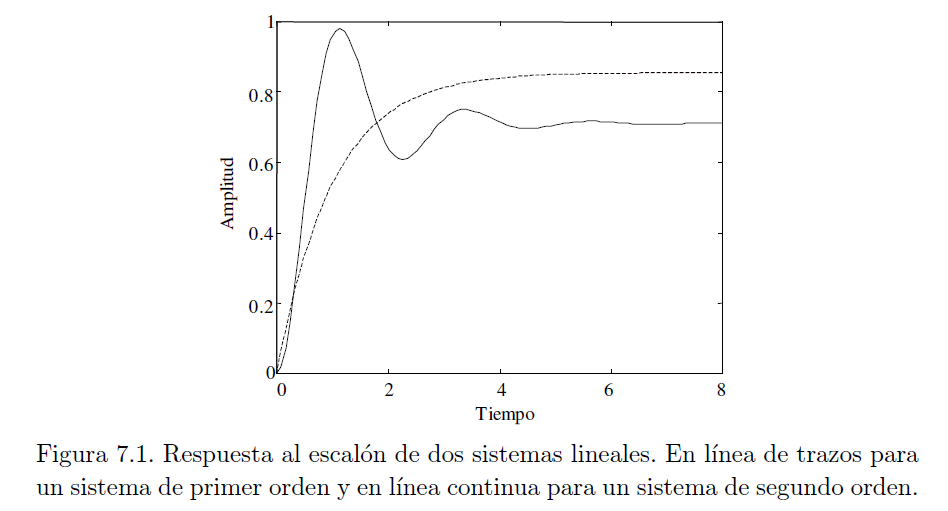 1
0.8
0.6
0.4
0.2
0
Amplitud
0 2 4 6 8
Tiempo
Figura 7.1. Respuesta al escalón de dos sistemas lineales. En línea de trazos para
un sistema de primer orden y en línea continua para un sistema de segundo orden.